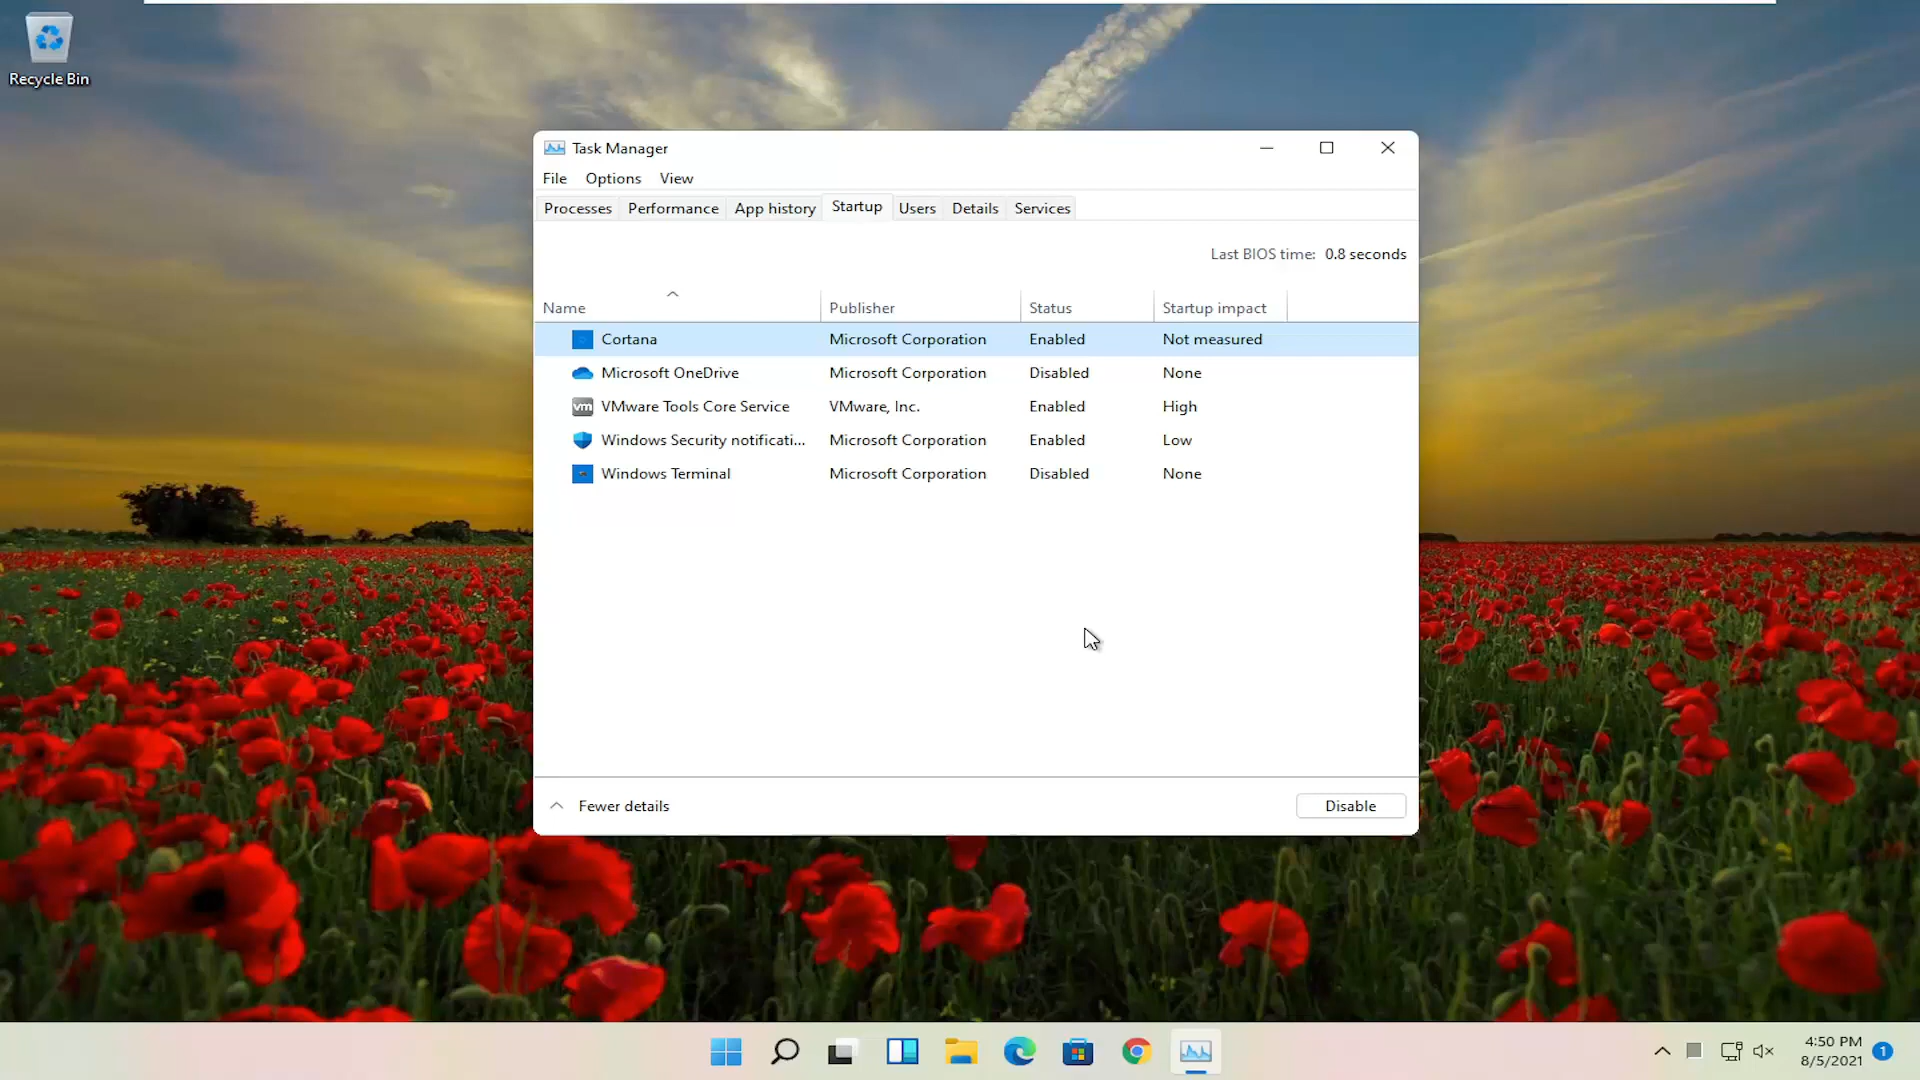 Recycle Bin
Task Manager
File Options View
Processes Performance App history Startup Users Details Services
Last BIOS time: 0.8 seconds
Name Publisher Status Startup impact
Cortana Microsoft Corporation Enabled Not measured
Microsoft OneDrive Microsoft Corporation Disabled None
vm VMware Tools Core Service VMware, Inc. Enabled High
Windows Security notificati... Microsoft Corporation Enabled Low
Windows Terminal Microsoft Corporation Disabled None
Fewer details Disable
4:50 PM
8/5/2021 1